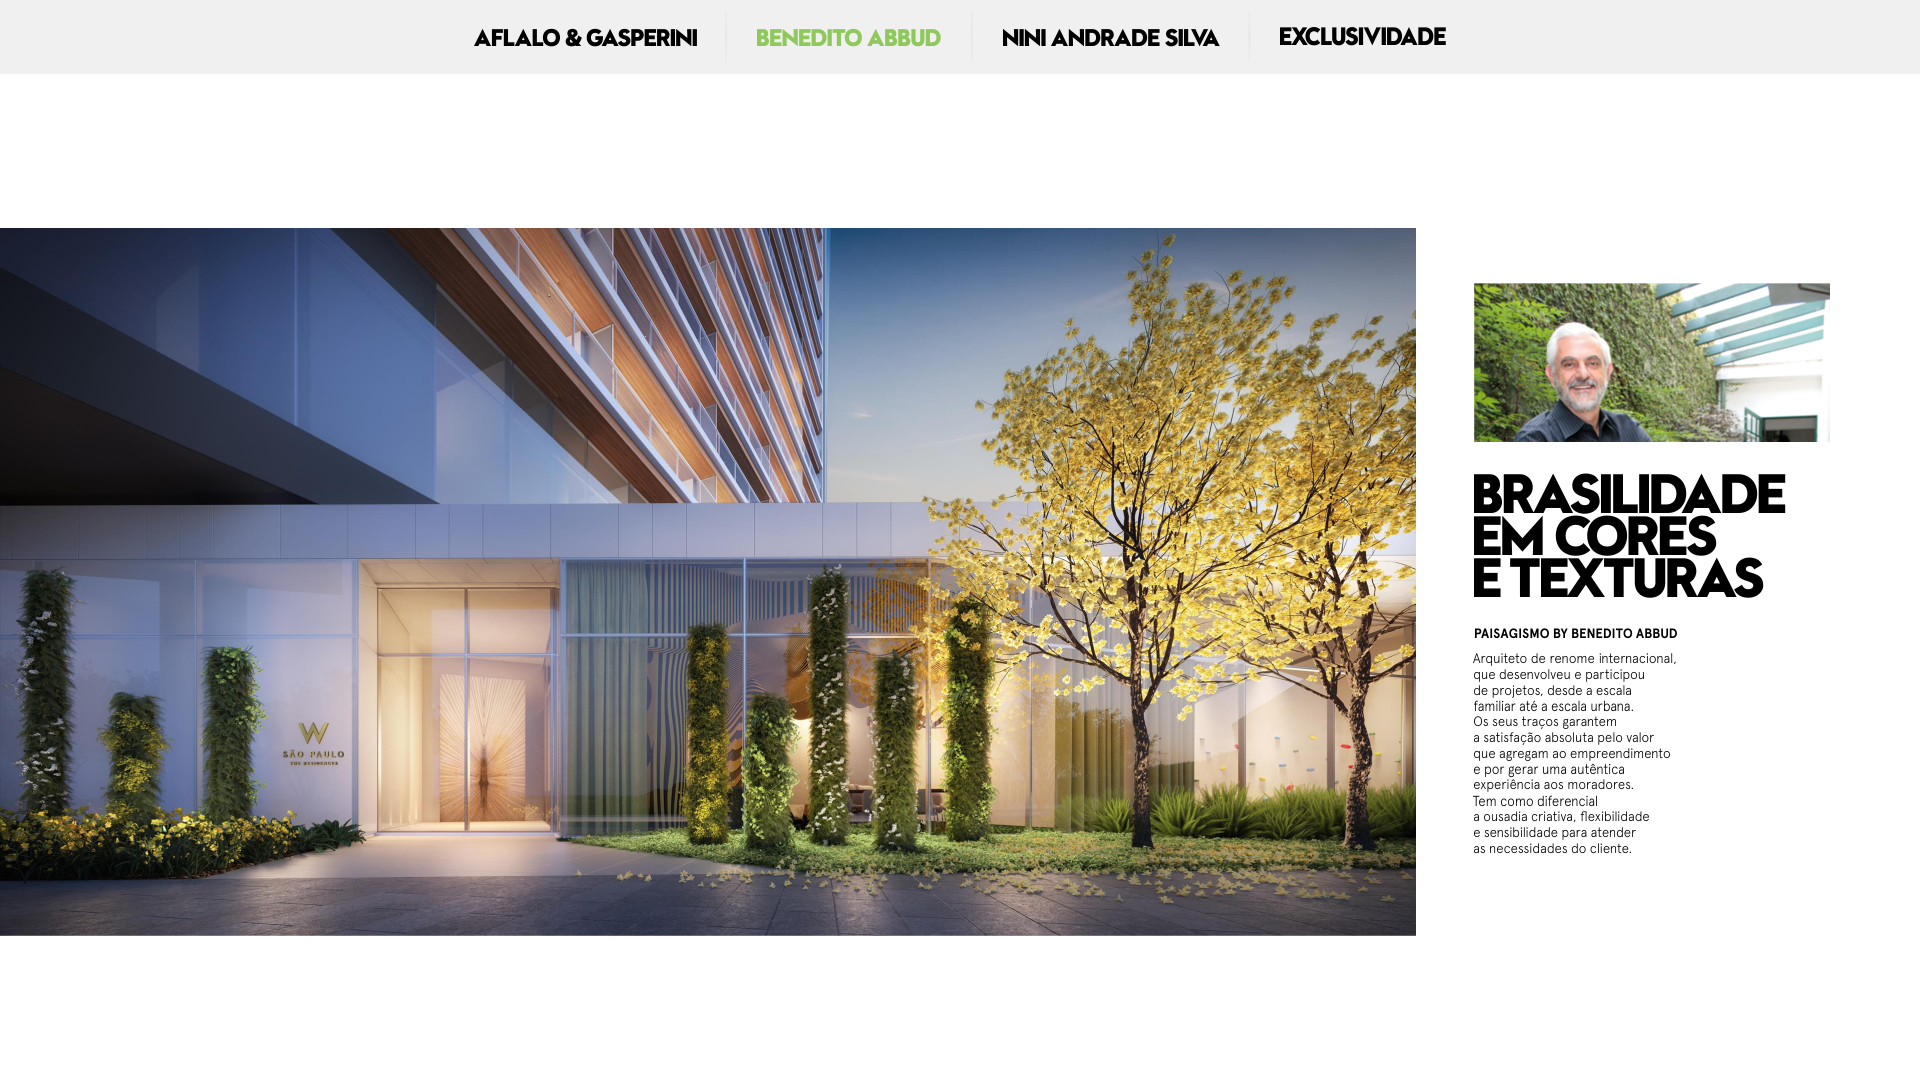 AFLALO & GASPERINI
BENEDITO ABBUD
NINI ANDRADE SILVA
EXCLUSIVIDADE
W
SÃO PAULO
THE RESIDENCES
BRASILIDADE
EM CORES
E TEXTURAS
PAISAGISMO BY BENEDITO ABBUD
Arquiteto de renome internacional,
que desenvolveu e participou
de projetos, desde a escala
familiar até a escala urbana.
Os seus traços garantem
a satisfação absoluta pelo valor
que agregam ao empreendimento
e por gerar uma autêntica
experiência aos moradores.
Tem como diferencial
a ousadia criativa, flexibilidade
e sensibilidade para atender
as necessidades do cliente.